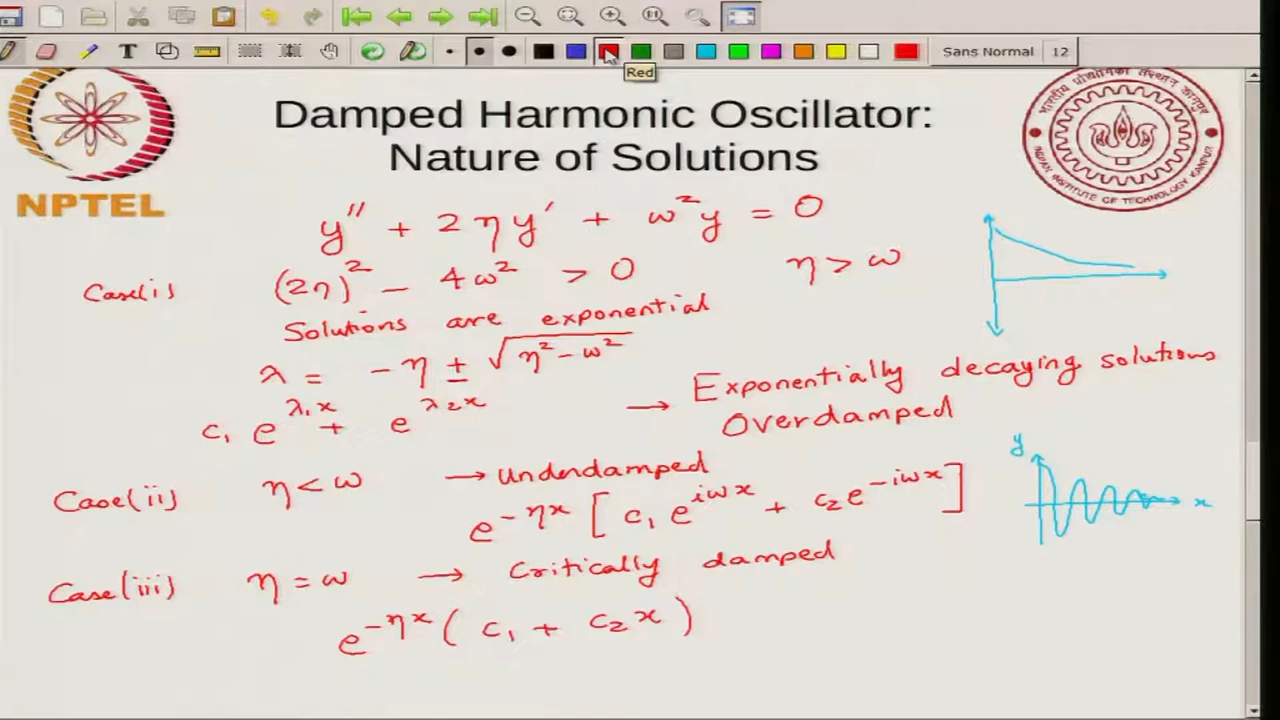 Sans Normal 12
Red
Damped Harmonic Oscillator:
Nature of Solutions
NPTEL
y'' + 2ηy' + ω²y = 0
Case(i) (2η)² - 4ω² > 0 η > ω
Solutions are exponential
λ = -η ± √(η² - ω²)
c₁ e^{λ₁x} + e^{λ₂x} → Exponentially decaying solutions
Overdamped
Case(ii) η < ω → Underdamped
e^{-ηx} [ c₁ e^{iωx} + c₂ e^{-iωx} ]
y
x
Case(iii) η = ω → Critically damped
e^{-ηx} ( c₁ + c₂ x )